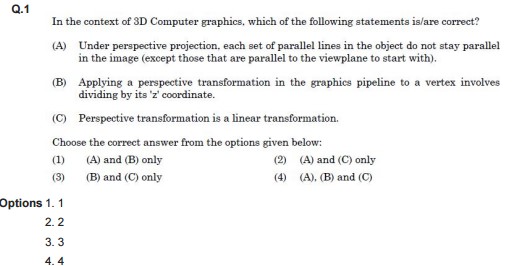 Q.1
In the context of 3D Computer graphics, which of the following statements is/are correct?
(A) Under perspective projection, each set of parallel lines in the object do not stay parallel
in the image (except those that are parallel to the viewplane to start with).
(B) Applying a perspective transformation in the graphics pipeline to a vertex involves
dividing by its 'z' coordinate.
(C) Perspective transformation is a linear transformation.
Choose the correct answer from the options given below:
(1) (A) and (B) only (2) (A) and (C) only
(3) (B) and (C) only (4) (A), (B) and (C)
Options 1. 1
2. 2
3. 3
4. 4